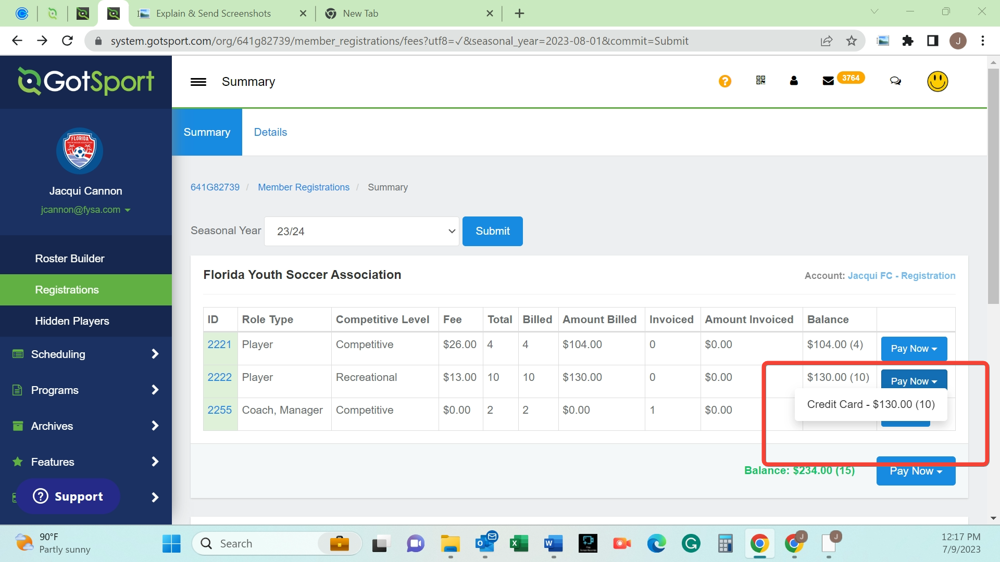 Explain & Send Screenshots
New Tab
system.gotsport.com/org/641g82739/member_registrations/fees?utf8=✓&seasonal_year=2023-08-01&commit=Submit
J
GotSport
Summary
?
3764
FLORIDA
YOUTH SOCCER ASSOCIATION
Summary
Details
Jacqui Cannon
jcannon@fysa.com
641G82739 / Member Registrations / Summary
Seasonal Year
23/24
Submit
Roster Builder
Registrations
Hidden Players
Scheduling
Programs
Archives
Features
? Support
Florida Youth Soccer Association
Account: Jacqui FC - Registration
ID Role Type Competitive Level Fee Total Billed Amount Billed Invoiced Amount Invoiced Balance
2221 Player Competitive $26.00 4 4 $104.00 0 $0.00 $104.00 (4) Pay Now
2222 Player Recreational $13.00 10 10 $130.00 0 $0.00 $130.00 (10) Pay Now
Credit Card - $130.00 (10)
2255 Coach, Manager Competitive $0.00 2 2 $0.00 1 $0.00
Balance: $234.00 (15) Pay Now
90°F
Partly sunny
Search
J
J
12:17 PM
7/9/2023